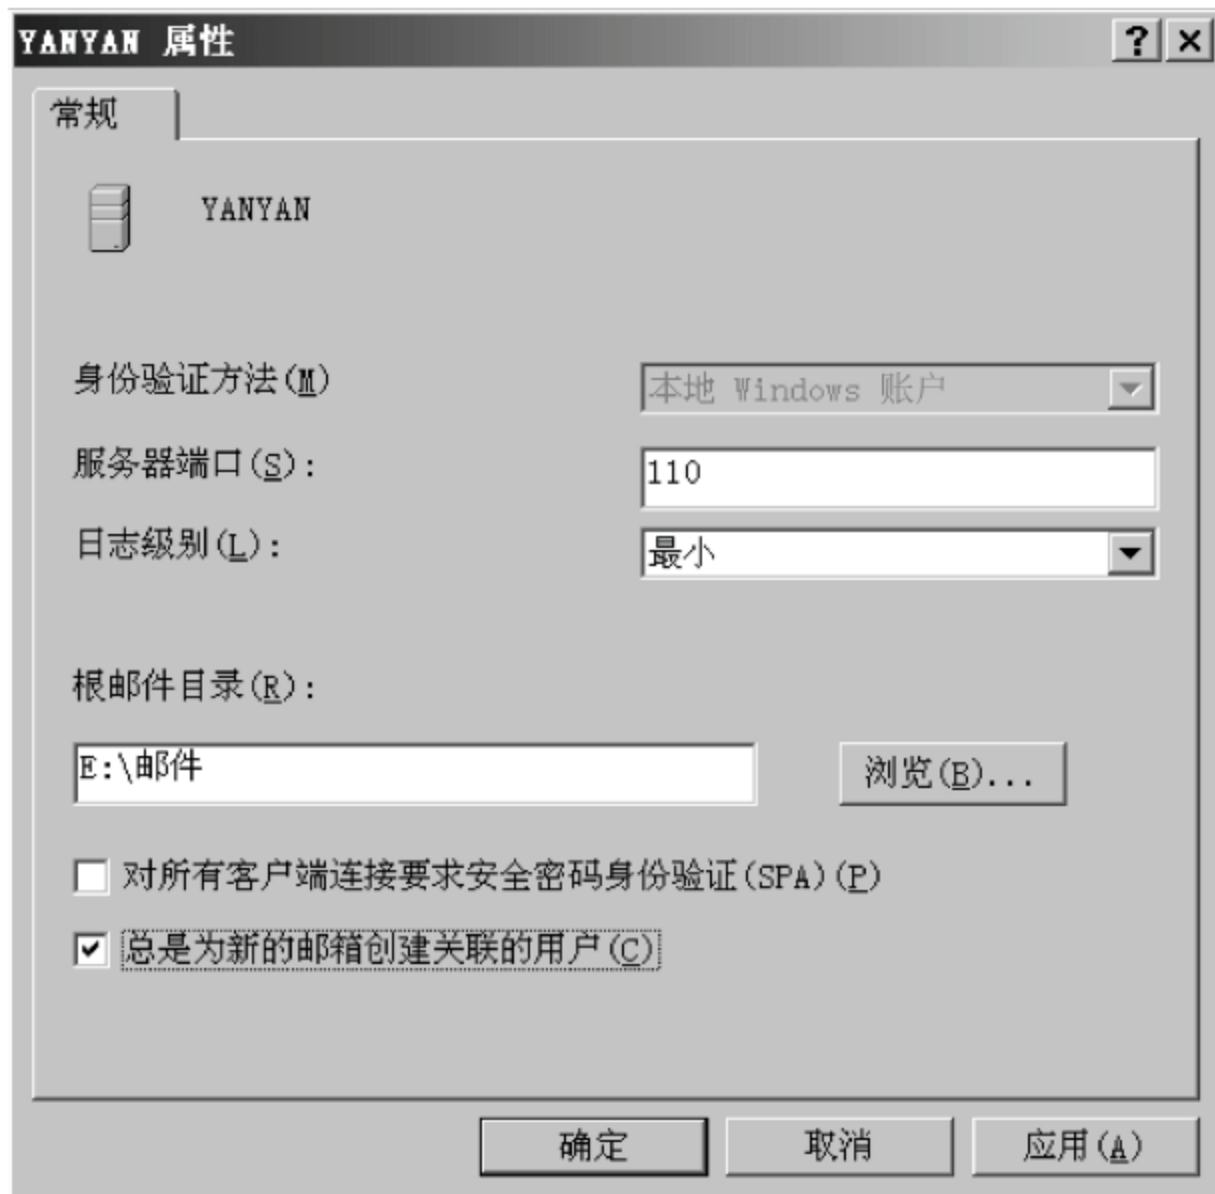 YANYAN 属性
常规
YANYAN
身份验证方法(M)
本地 Windows 账户
服务器端口(S):
110
日志级别(L):
最小
根邮件目录(R):
E:\邮件
浏览(B)...
对所有客户端连接要求安全密码身份验证(SPA)(P)
总是为新的邮箱创建关联的用户(C)
确定
取消
应用(A)